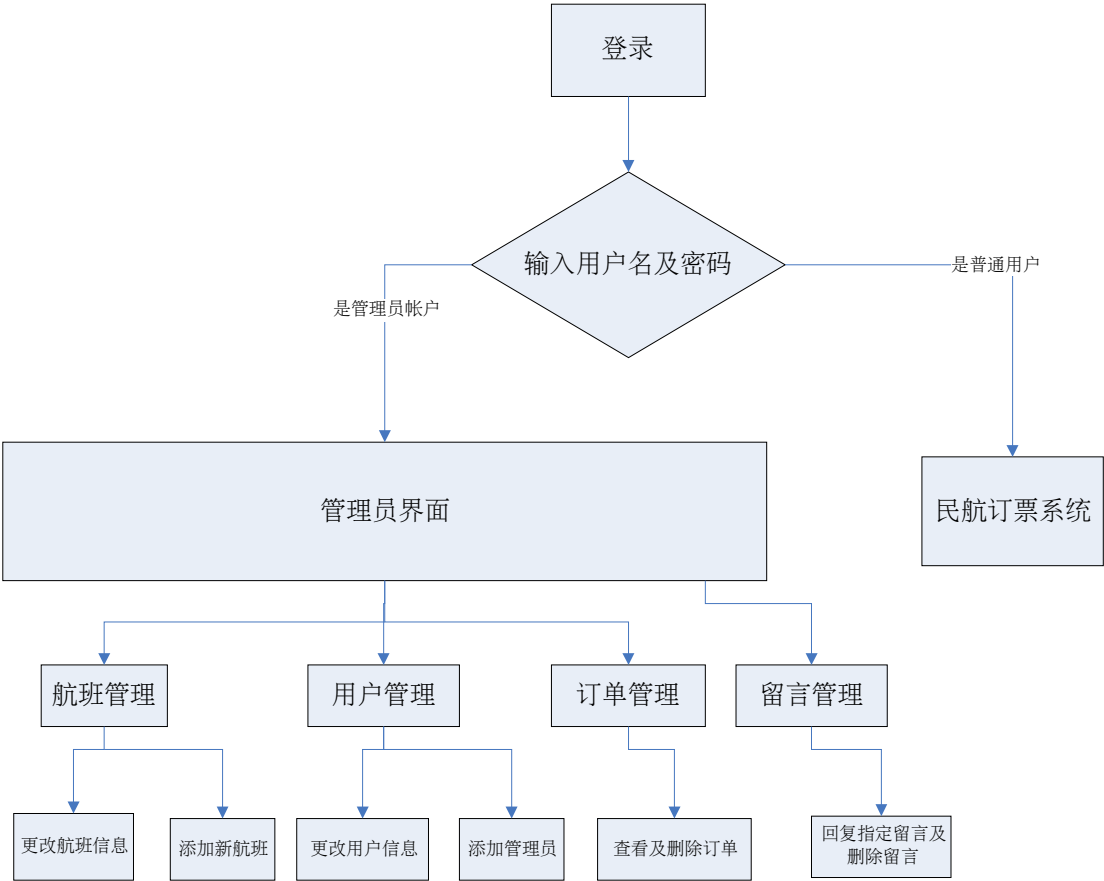 登录
输入用户名及密码
是普通用户
是管理员帐户
管理员界面
民航订票系统
航班管理
用户管理
订单管理
留言管理
更改航班信息
添加新航班
更改用户信息
添加管理员
查看及删除订单
回复指定留言及
删除留言